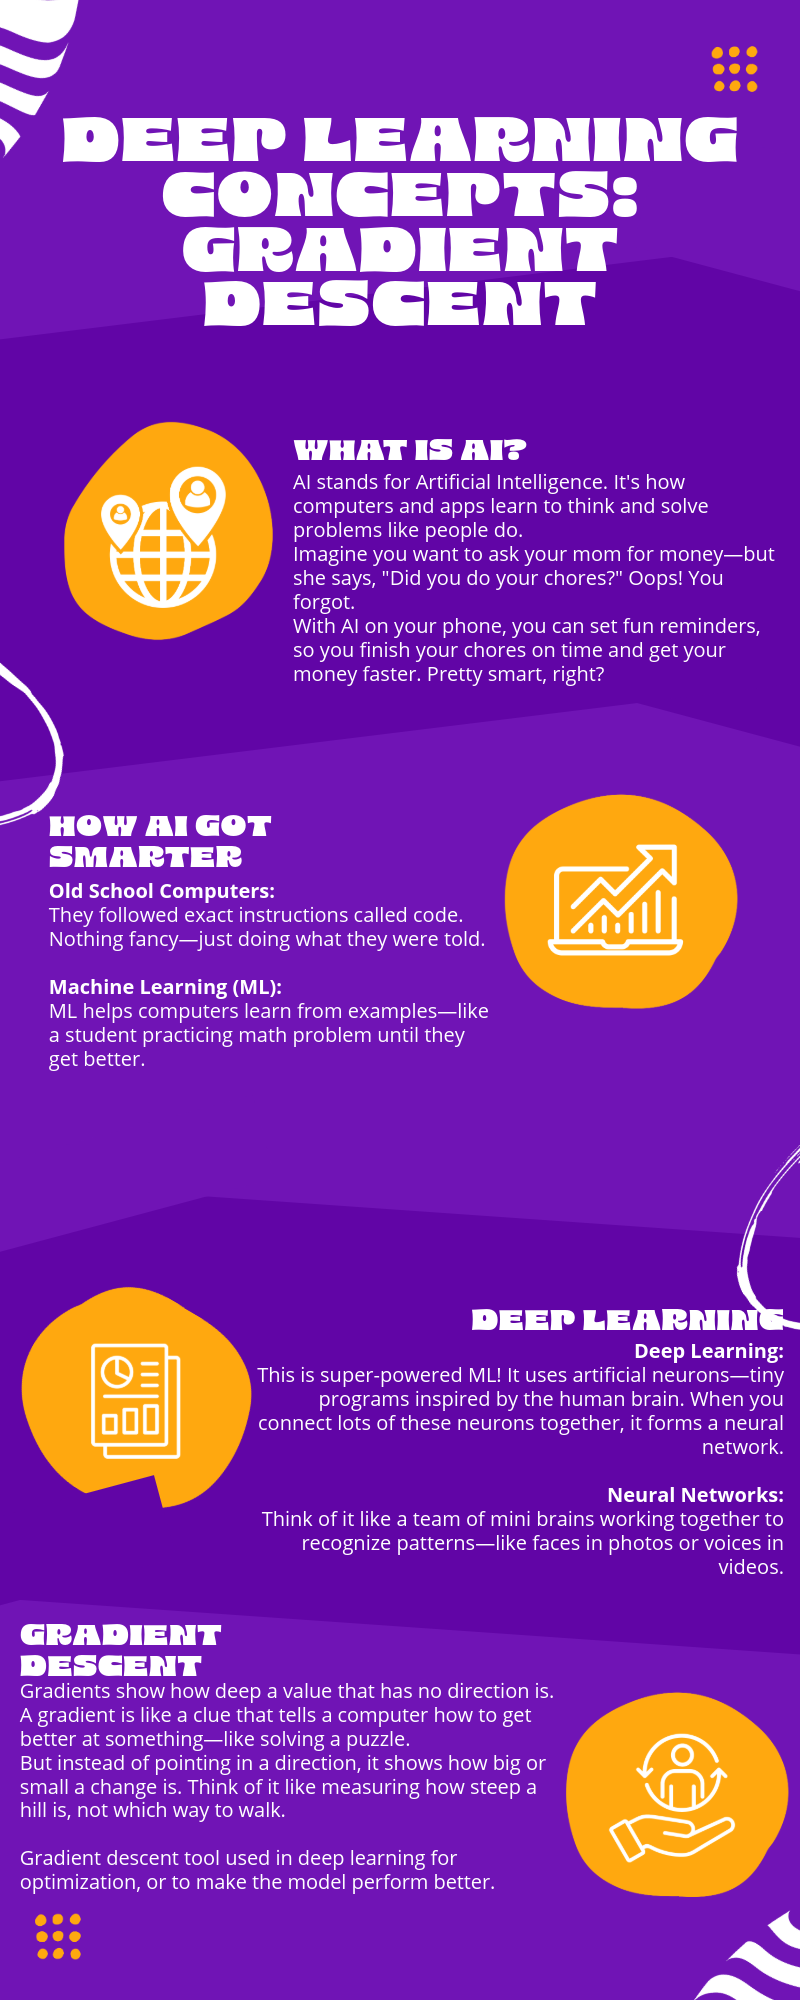 DEEP LEARNING
CONCEPTS:
GRADIENT
DESCENT
WHAT IS AI?
AI stands for Artificial Intelligence. It's how
computers and apps learn to think and solve
problems like people do.
Imagine you want to ask your mom for money—but
she says, "Did you do your chores?" Oops! You
forgot.
With AI on your phone, you can set fun reminders,
so you finish your chores on time and get your
money faster. Pretty smart, right?
HOW AI GOT
SMARTER
Old School Computers:
They followed exact instructions called code.
Nothing fancy—just doing what they were told.
Machine Learning (ML):
ML helps computers learn from examples—like
a student practicing math problem until they
get better.
DEEP LEARNING
Deep Learning:
This is super-powered ML! It uses artificial neurons—tiny
programs inspired by the human brain. When you
connect lots of these neurons together, it forms a neural
network.
Neural Networks:
Think of it like a team of mini brains working together to
recognize patterns—like faces in photos or voices in
videos.
GRADIENT
DESCENT
Gradients show how deep a value that has no direction is.
A gradient is like a clue that tells a computer how to get
better at something—like solving a puzzle.
But instead of pointing in a direction, it shows how big or
small a change is. Think of it like measuring how steep a
hill is, not which way to walk.
Gradient descent tool used in deep learning for
optimization, or to make the model perform better.